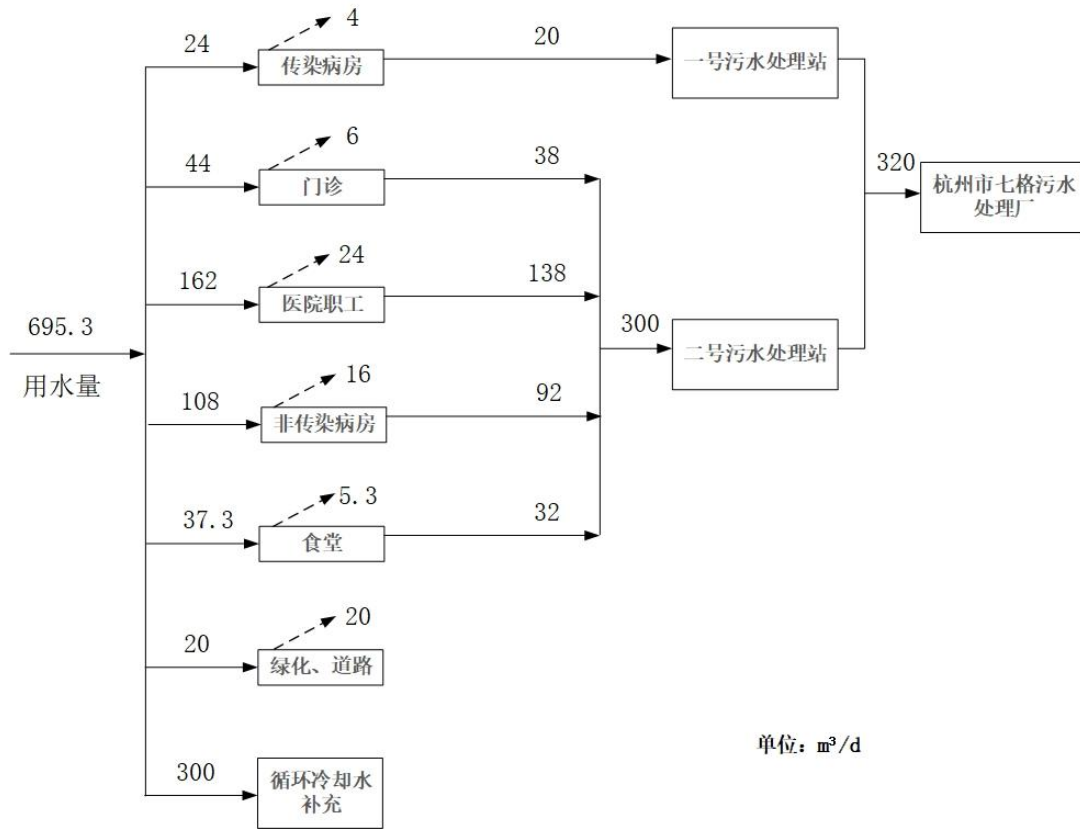 4
24
传染病房
20
一号污水处理站
6
44
门诊
38
320
杭州市七格污水
处理厂
24
162
医院职工
138
695.3
用水量
300
二号污水处理站
16
108
非传染病房
92
5.3
37.3
食堂
32
20
20
绿化、道路
300
循环冷却水
补充
单位：m³/d